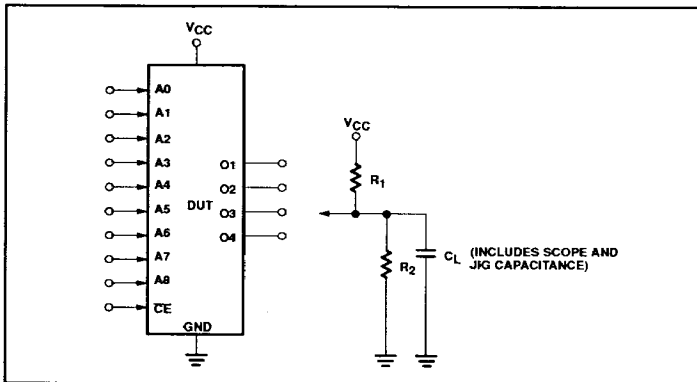 VCC
A0
A1
A2
A3
A4
A5
A6
A7
A8
CE
DUT
O1
O2
O3
O4
GND
VCC
R1
R2
CL (INCLUDES SCOPE AND
JIG CAPACITANCE)